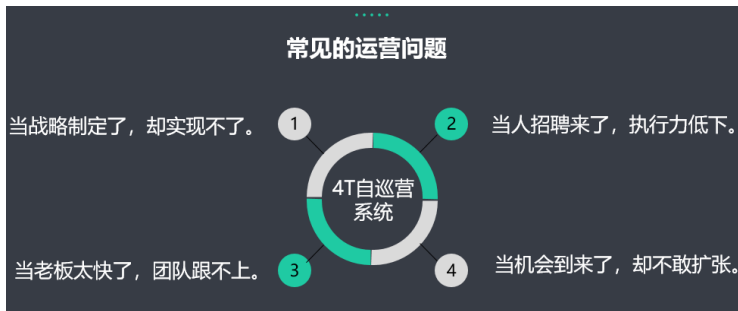 常见的运营问题
当战略制定了，却实现不了。
1
2
当人招聘来了，执行力低下。
4T自巡营
系统
当老板太快了，团队跟不上。
3
4
当机会到来了，却不敢扩张。